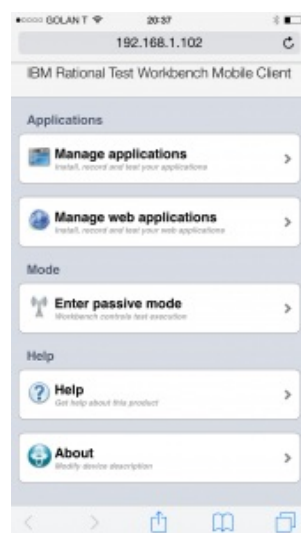 GOLAN T 20:37
192.168.1.102
IBM Rational Test Workbench Mobile Client
Applications
Manage applications
Install, record and test your applications
Manage web applications
Install, record and test your web applications
Mode
Enter passive mode
Workbench controls test execution
Help
Help
Get help about this product
About
Modify device description